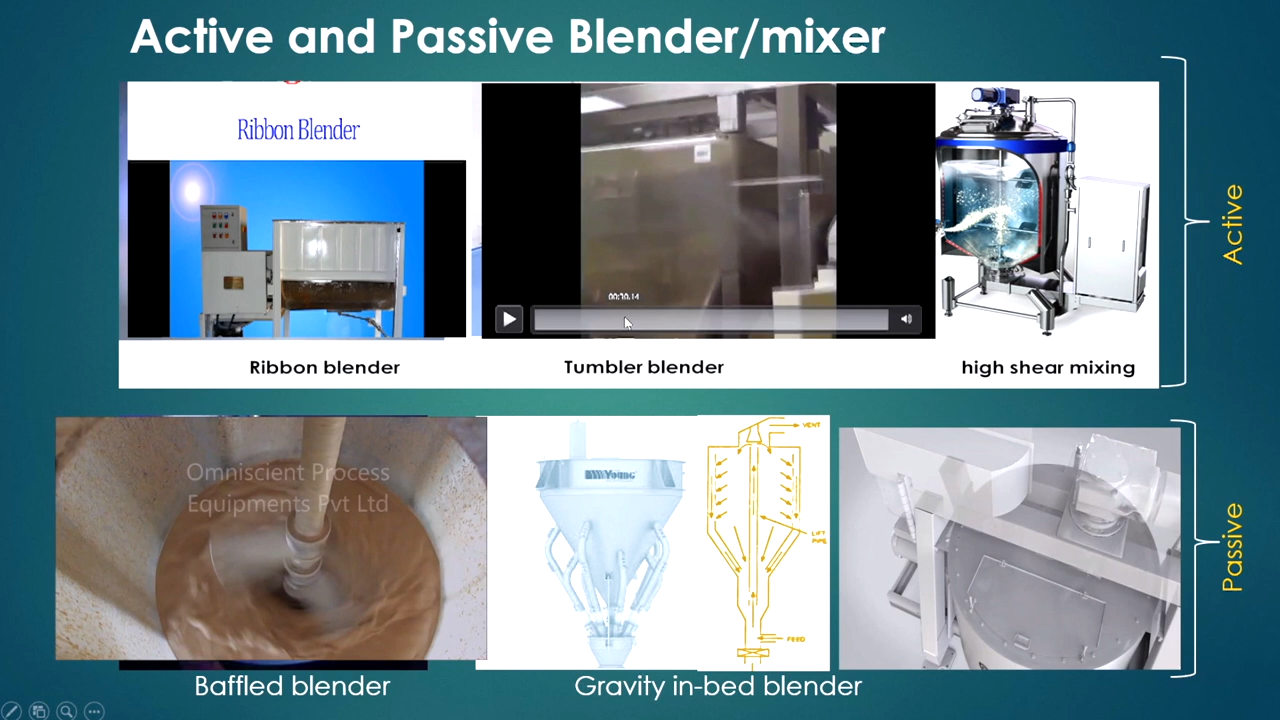 Active and Passive Blender/mixer
Ribbon Blender
00:30.14
Ribbon blender
Tumbler blender
high shear mixing
Active
Omniscient Process
Equipments Pvt Ltd
YOUNG
VENT
LIFT
PIPE
FEED
Passive
Baffled blender
Gravity in-bed blender